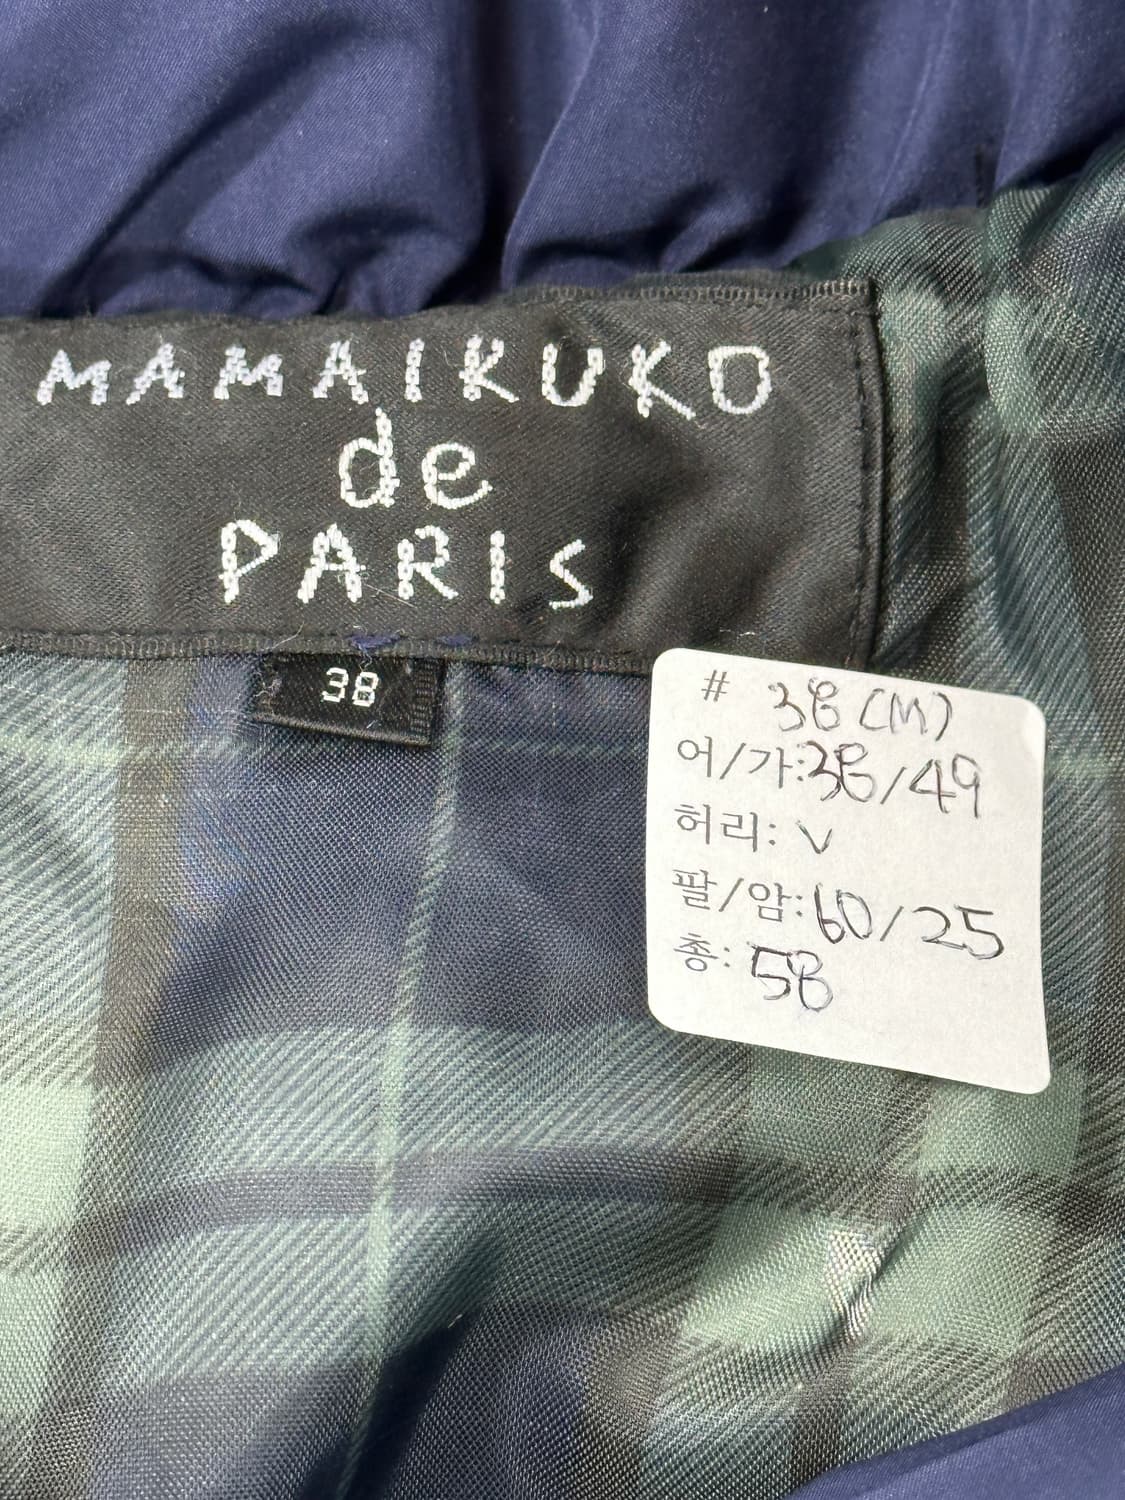 MAMAIKUKO
de
PARIS
38
# 38 (M)
어/가:38/49
허리: V
팔/암:60/25
총: 58